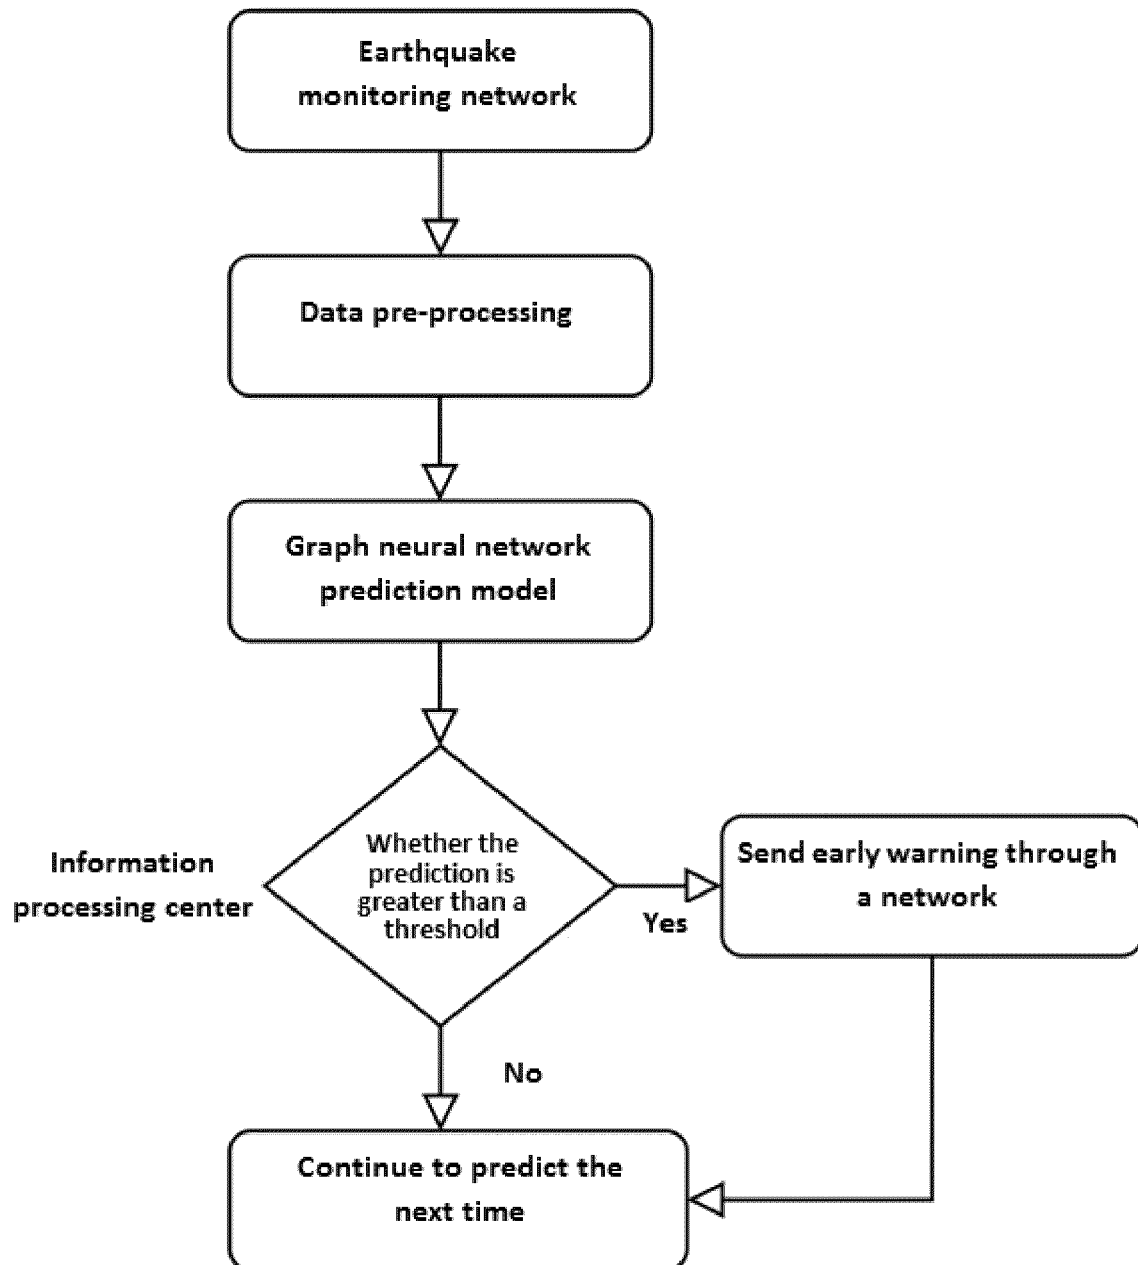 Earthquake
monitoring network
Data pre-processing
Graph neural network
prediction model
Whether the
prediction is
greater than a
threshold
Information
processing center
Yes
Send early warning through
a network
No
Continue to predict the
next time